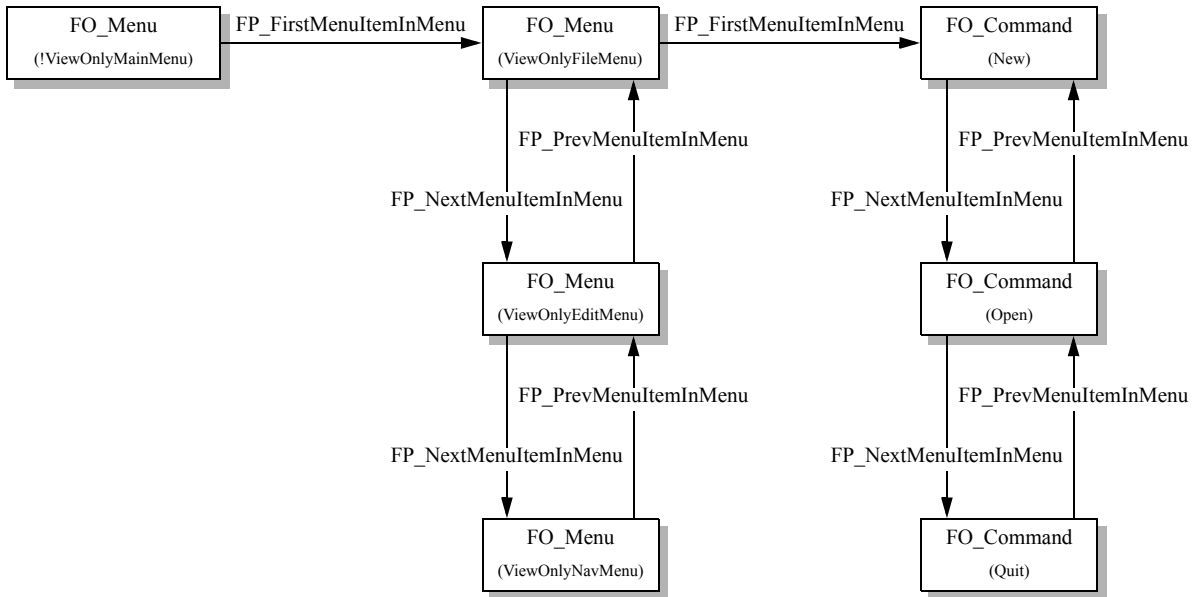 FO_Menu
(!ViewOnlyMainMenu)
FP_FirstMenuItemInMenu
FO_Menu
(ViewOnlyFileMenu)
FP_FirstMenuItemInMenu
FO_Command
(New)
FP_PrevMenuItemInMenu
FP_PrevMenuItemInMenu
FP_NextMenuItemInMenu
FP_NextMenuItemInMenu
FO_Menu
(ViewOnlyEditMenu)
FO_Command
(Open)
FP_PrevMenuItemInMenu
FP_PrevMenuItemInMenu
FP_NextMenuItemInMenu
FP_NextMenuItemInMenu
FO_Menu
(ViewOnlyNavMenu)
FO_Command
(Quit)